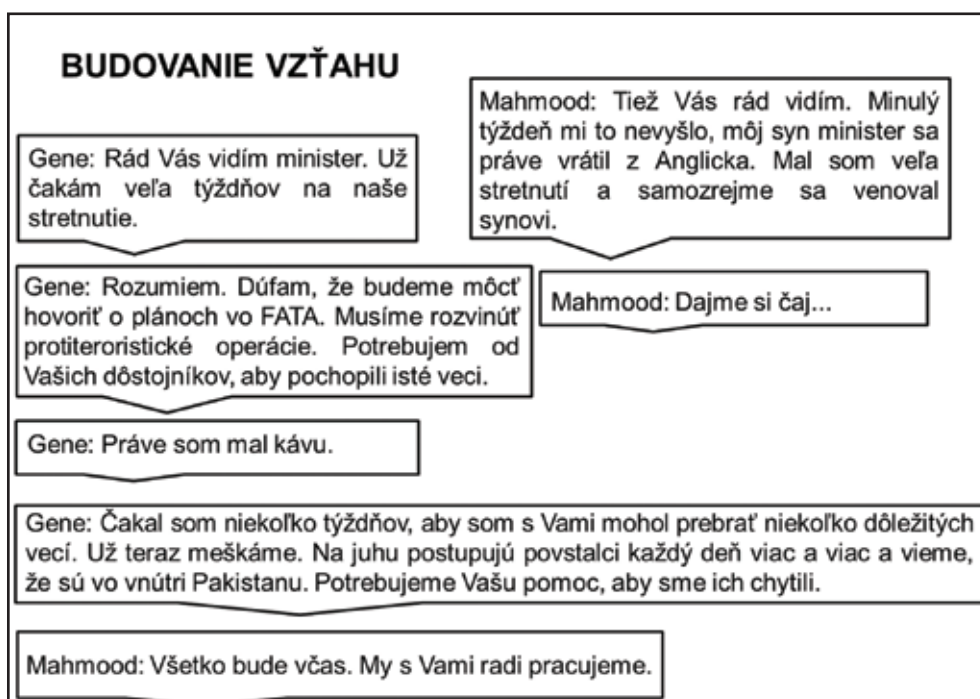 BUDOVANIE VZŤAHU
Gene: Rád Vás vidím minister. Už
čakám veľa týždňov na naše
stretnutie.
Mahmood: Tiež Vás rád vidím. Minulý
týždeň mi to nevyšlo, môj syn minister sa
práve vrátil z Anglicka. Mal som veľa
stretnutí a samozrejme sa venoval
synovi.
Gene: Rozumiem. Dúfam, že budeme môcť
hovoriť o plánoch vo FATA. Musíme rozvinúť
protiteroristické operácie. Potrebujem od
Vašich dôstojníkov, aby pochopili isté veci.
Mahmood: Dajme si čaj...
Gene: Práve som mal kávu.
Gene: Čakal som niekoľko týždňov, aby som s Vami mohol prebrať niekoľko dôležitých
vecí. Už teraz meškáme. Na juhu postupujú povstalci každý deň viac a viac a vieme,
že sú vo vnútri Pakistanu. Potrebujeme Vašu pomoc, aby sme ich chytili.
Mahmood: Všetko bude včas. My s Vami radi pracujeme.